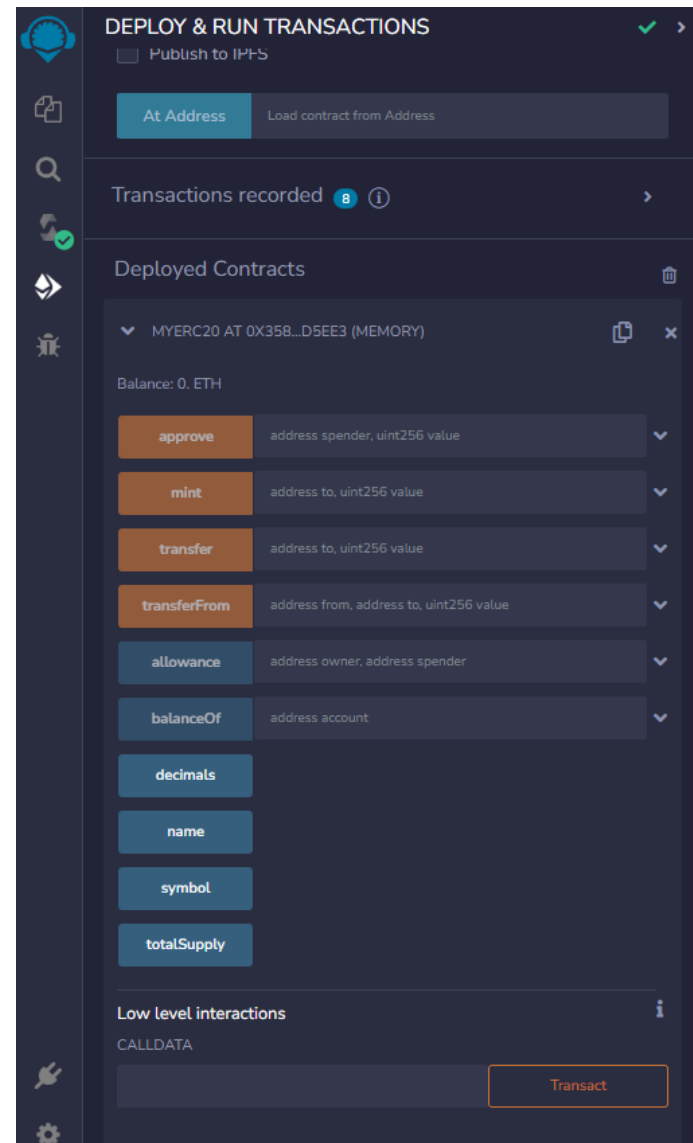 DEPLOY & RUN TRANSACTIONS
Publish to IPFS
At Address Load contract from Address
Transactions recorded 8 i
Deployed Contracts
MYERC20 AT 0X358...D5EE3 (MEMORY)
Balance: 0. ETH
approve address spender, uint256 value
mint address to, uint256 value
transfer address to, uint256 value
transferFrom address from, address to, uint256 value
allowance address owner, address spender
balanceOf address account
decimals
name
symbol
totalSupply
Low level interactions i
CALLDATA
Transact